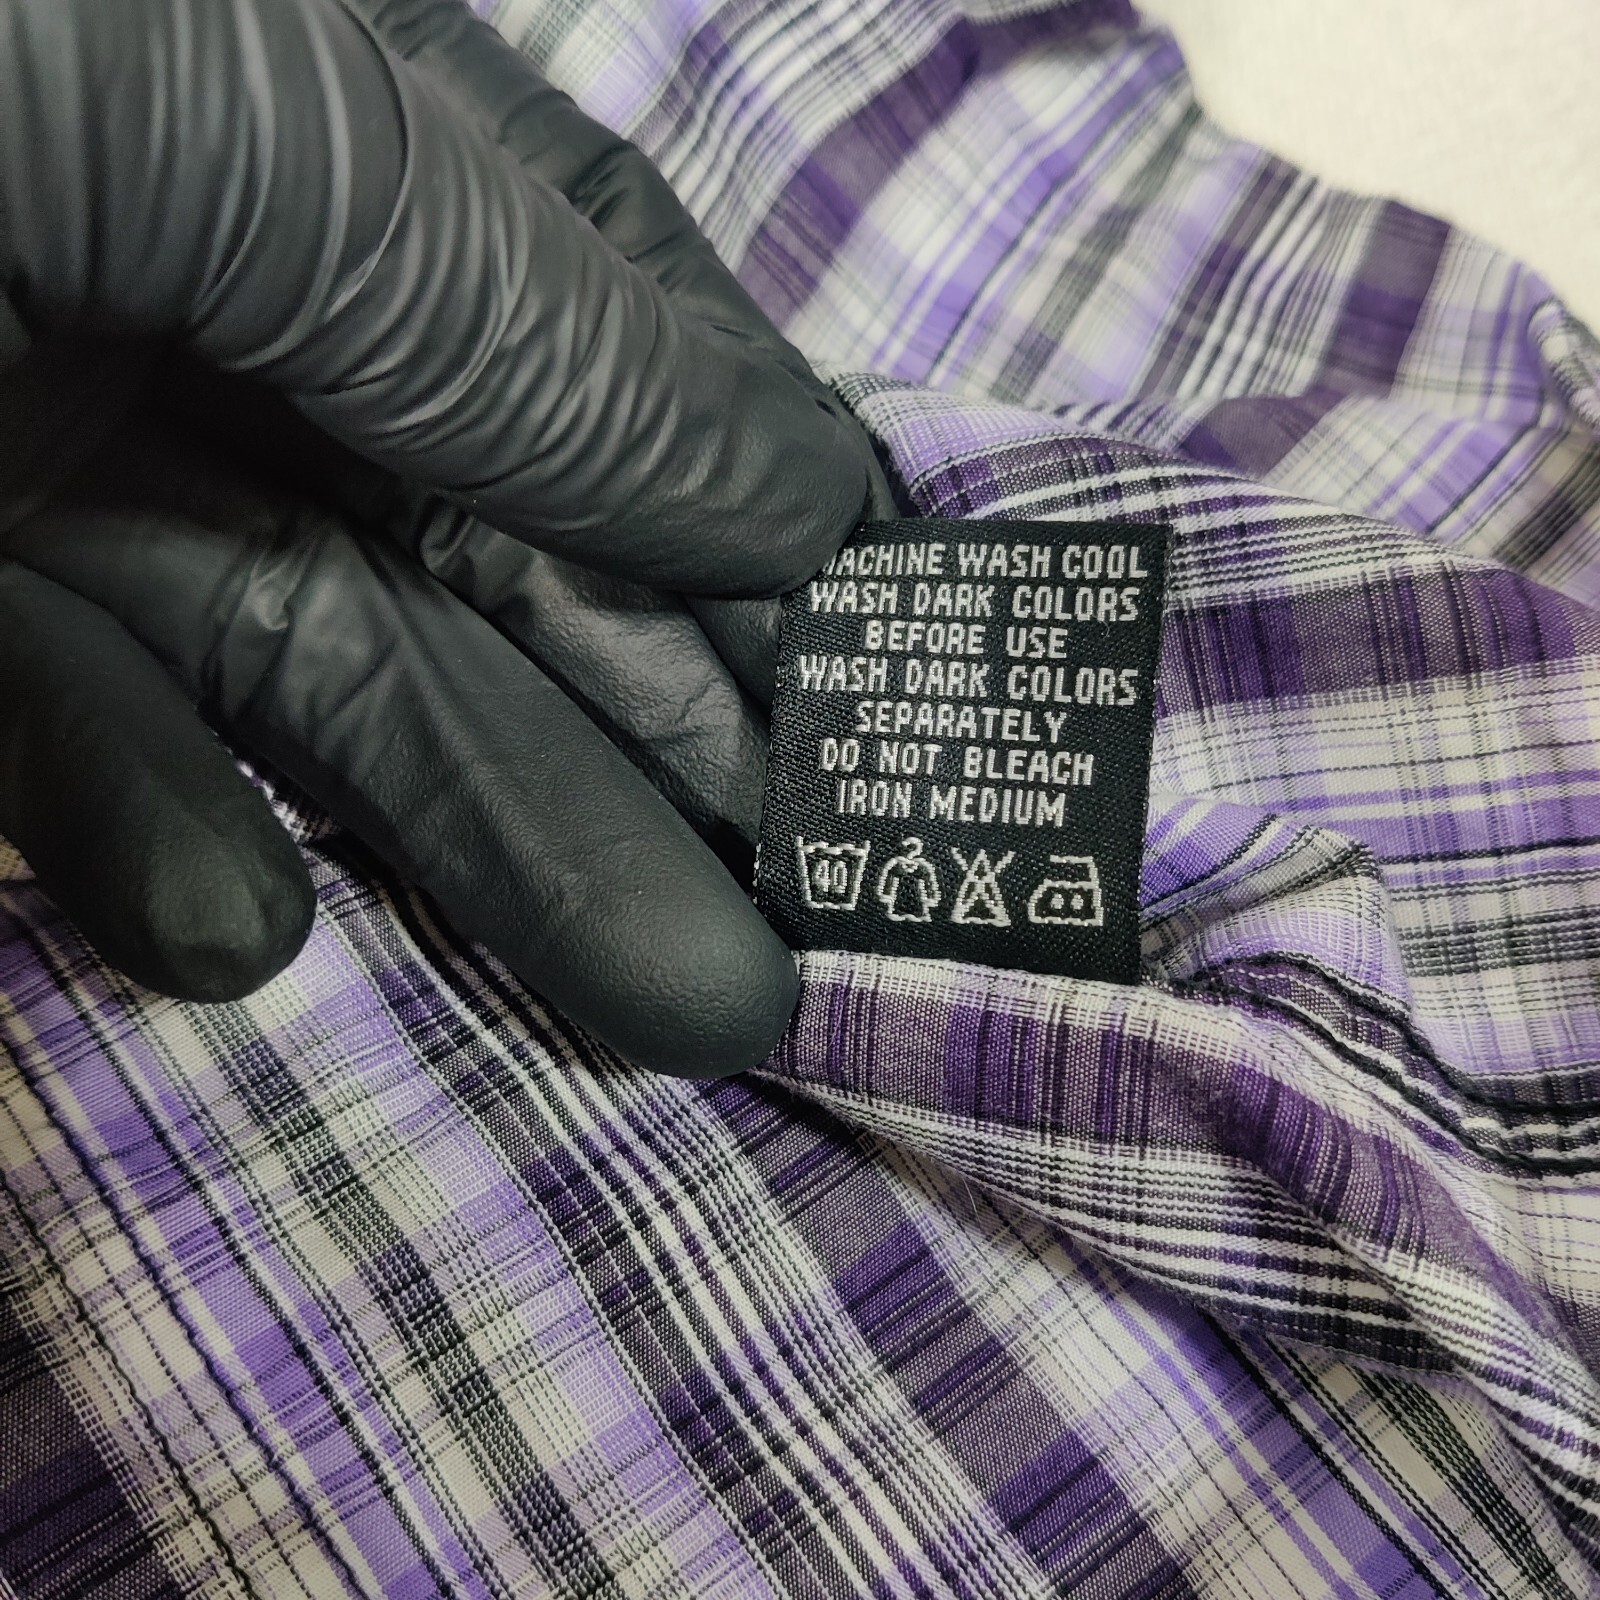 MACHINE WASH COOL
WASH DARK COLORS
BEFORE USE
WASH DARK COLORS
SEPARATELY
DO NOT BLEACH
IRON MEDIUM
40